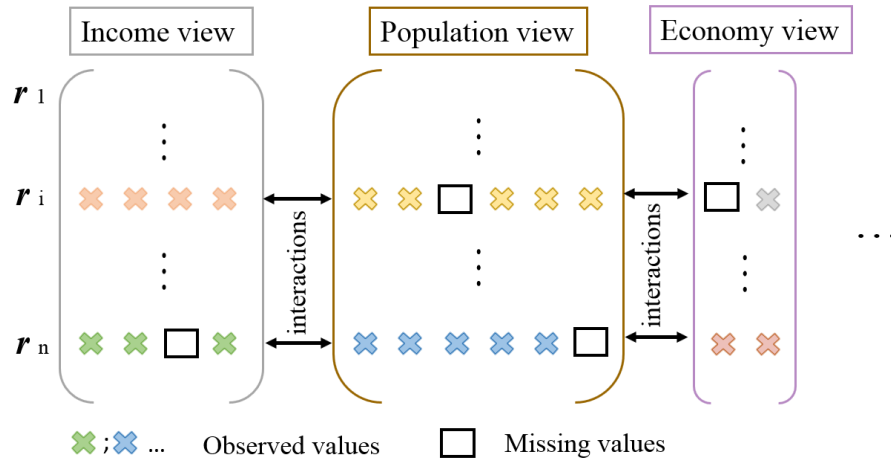 Income view
Population view
Economy view
r 1
r i
interactions
interactions
...
r n
; ... Observed values
Missing values